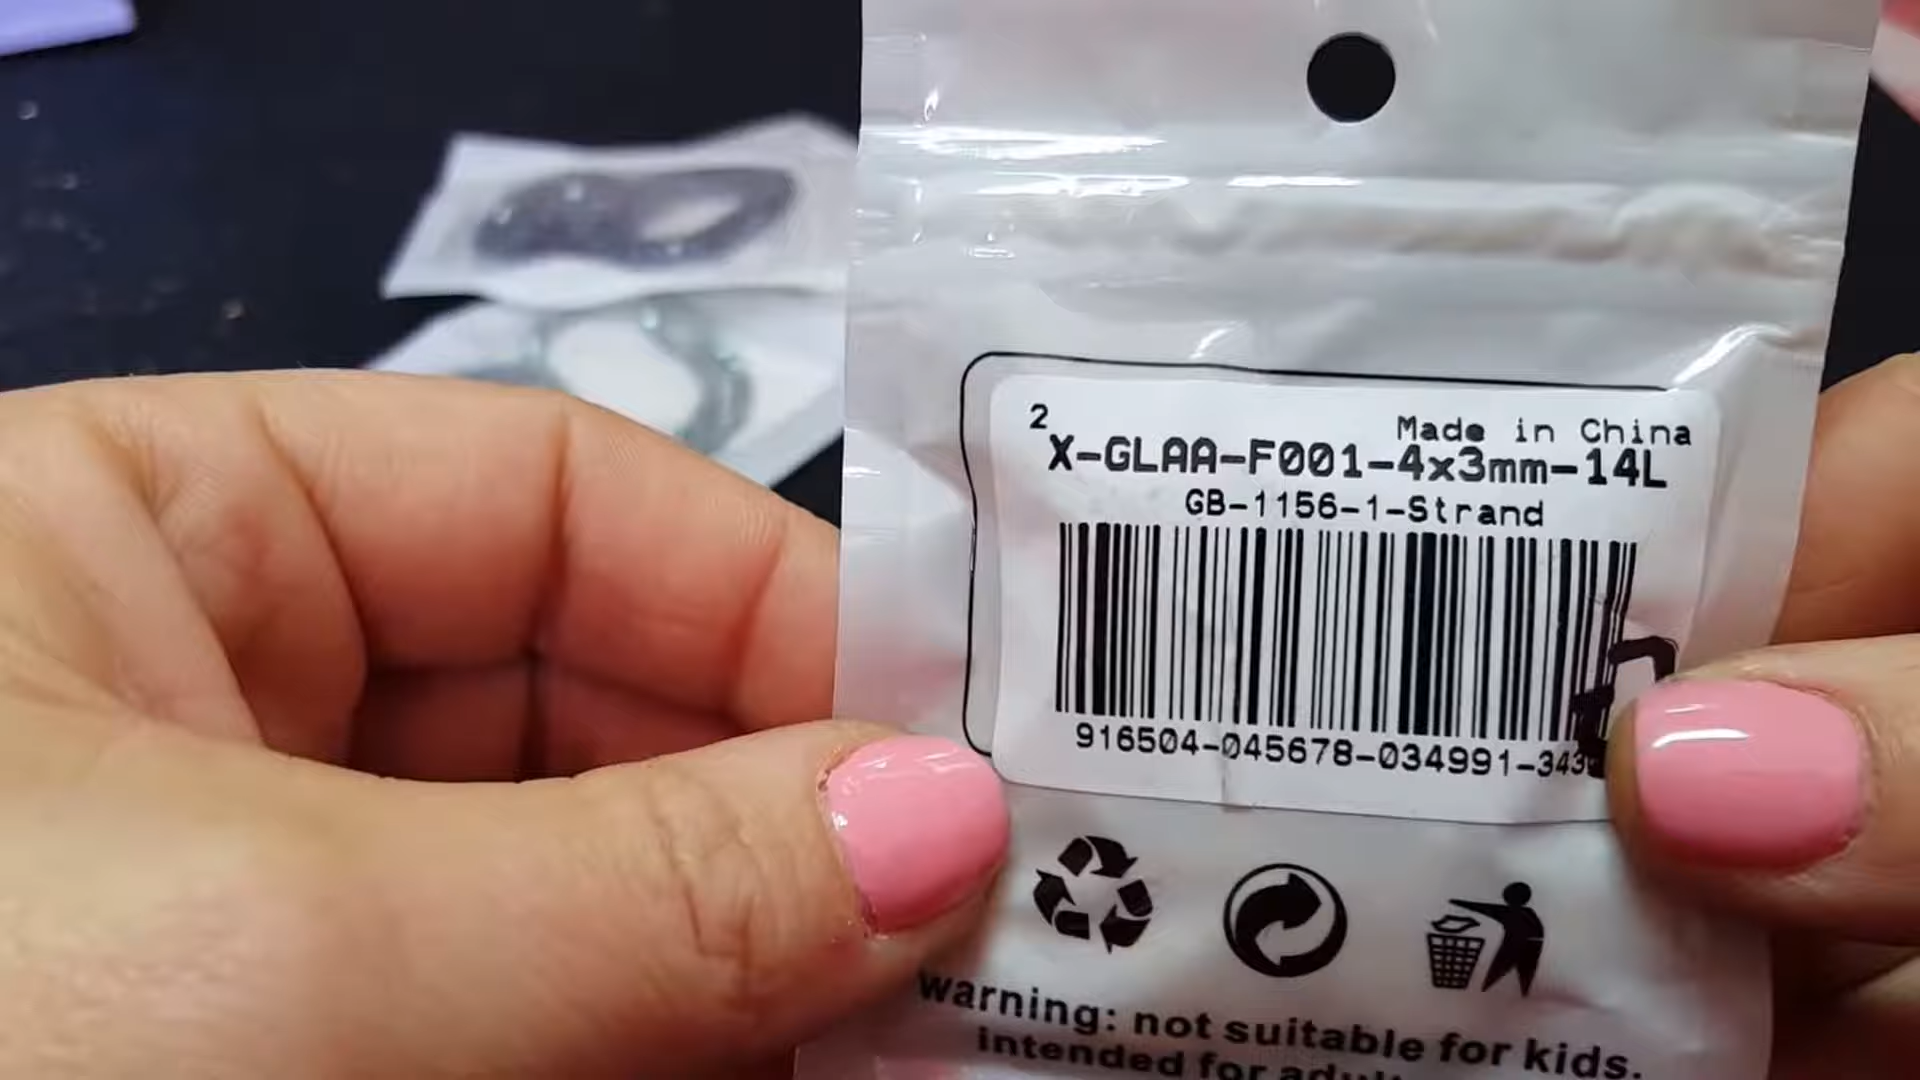 2
Made in China
X-GLAA-F001-4x3mm-14L
GB-1156-1-Strand
916504-045678-034991-343
warning: not suitable for kids.
intended for